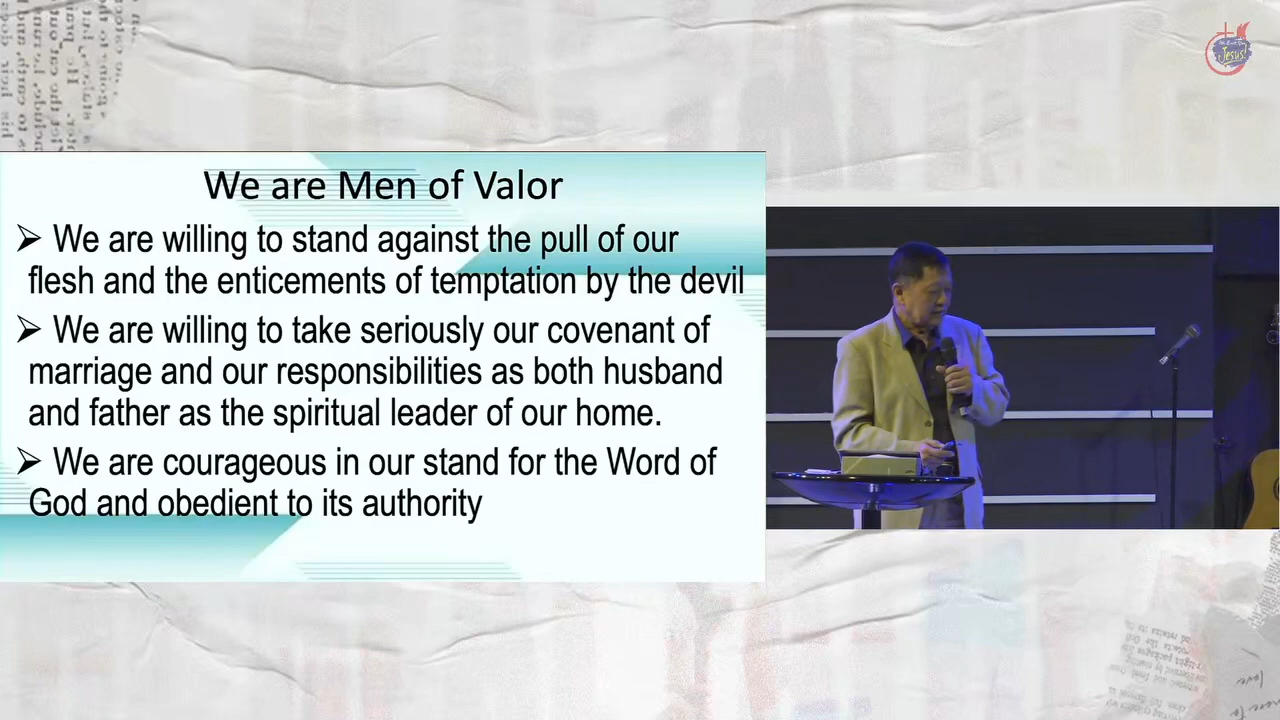 We are Men of Valor
➢ We are willing to stand against the pull of our
flesh and the enticements of temptation by the devil
➢ We are willing to take seriously our covenant of
marriage and our responsibilities as both husband
and father as the spiritual leader of our home.
➢ We are courageous in our stand for the Word of
God and obedient to its authority
Jesus!